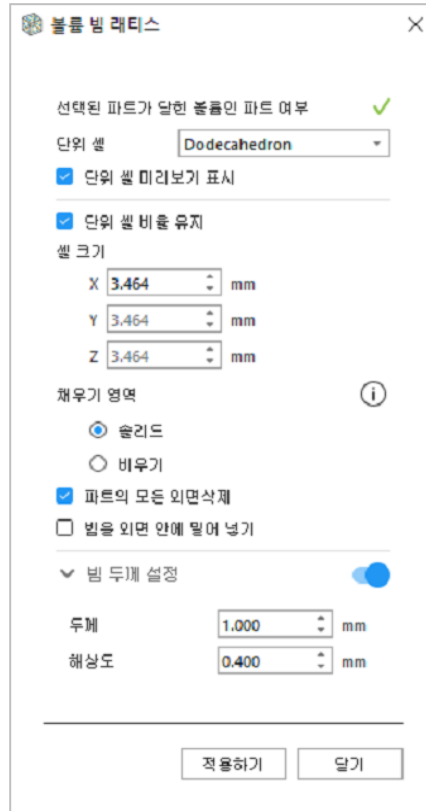 볼륨 빔 래티스
선택된 파트가 닫힌 볼륨인 파트 여부
단위 셀 Dodecahedron
단위 셀 미리보기 표시
단위 셀 비율 유지
셀 크기
X 3.464 mm
Y 3.464 mm
Z 3.464 mm
채우기 영역
솔리드
비우기
파트의 모든 외면삭제
빔을 외면 안에 밀어 넣기
빔 두께 설정
두께 1.000 mm
해상도 0.400 mm
적용하기 닫기